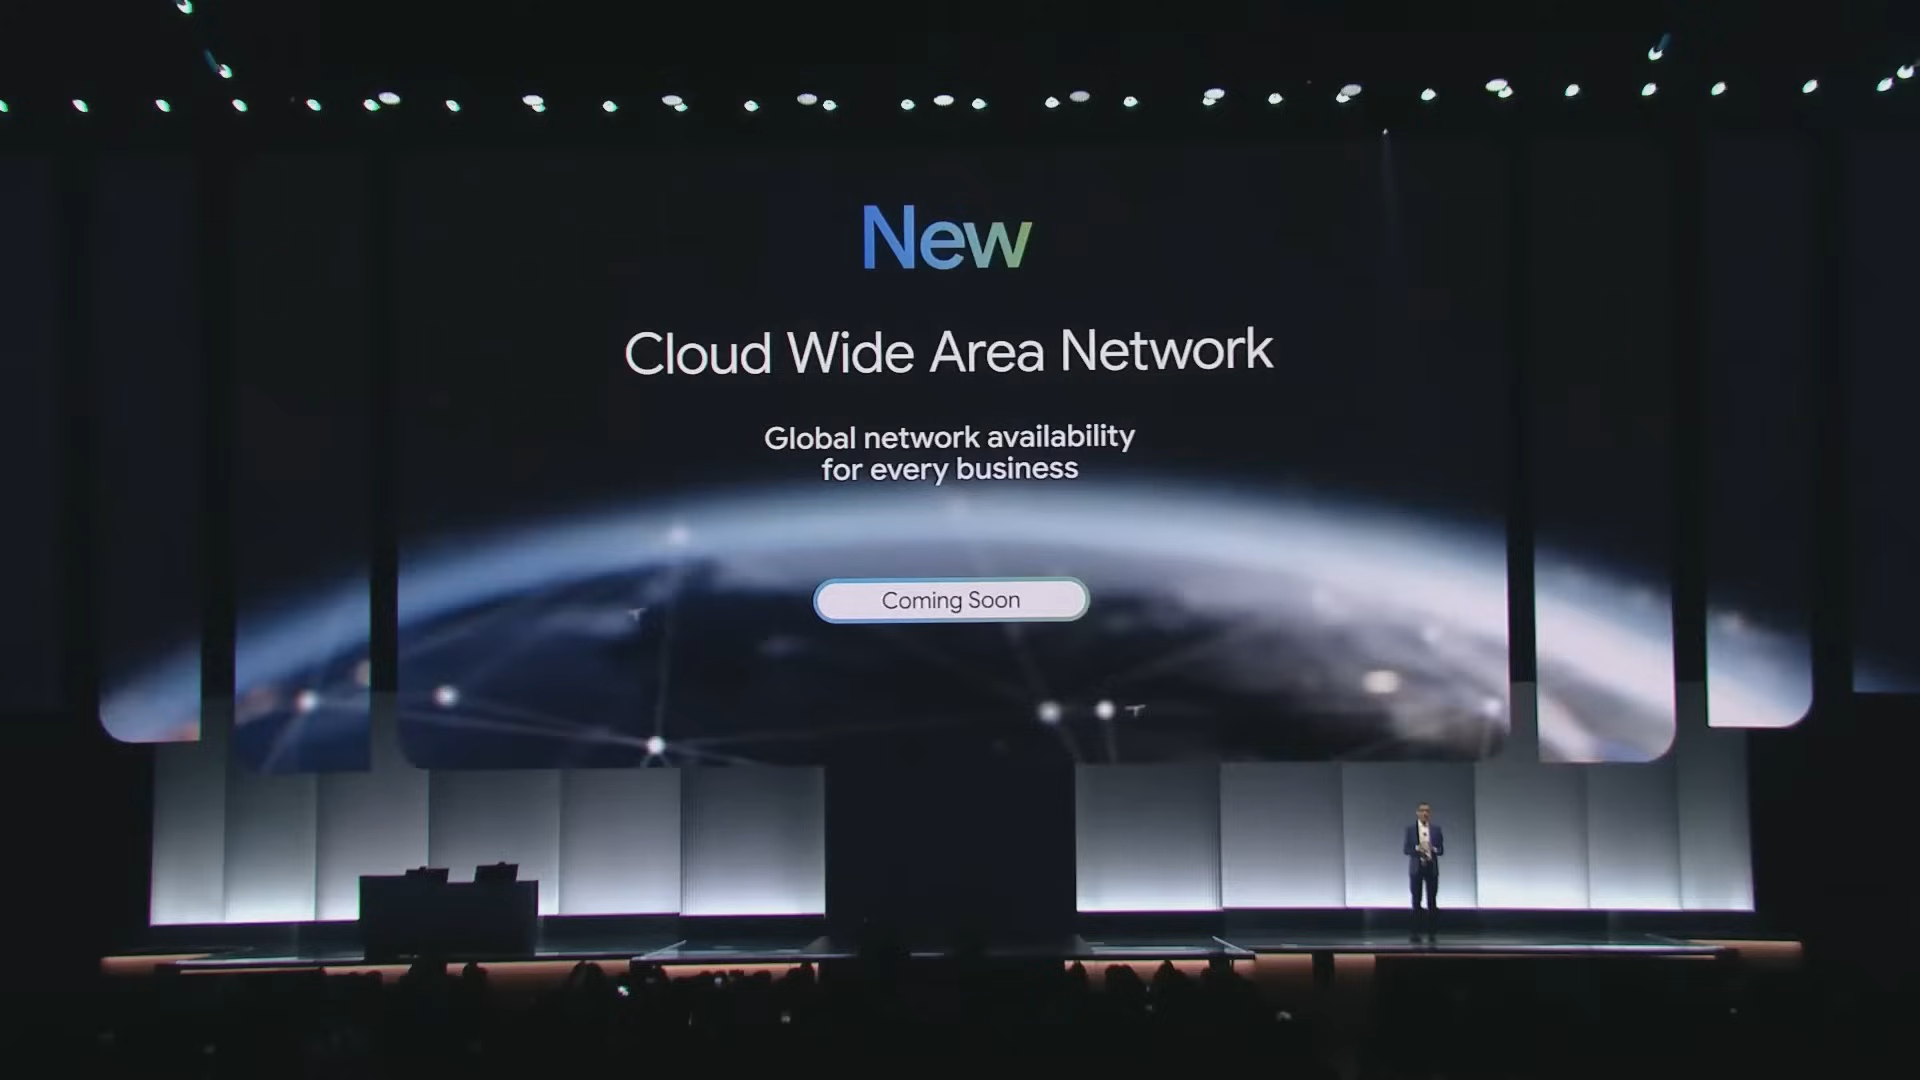 New
Cloud Wide Area Network
Global network availability
for every business
Coming Soon